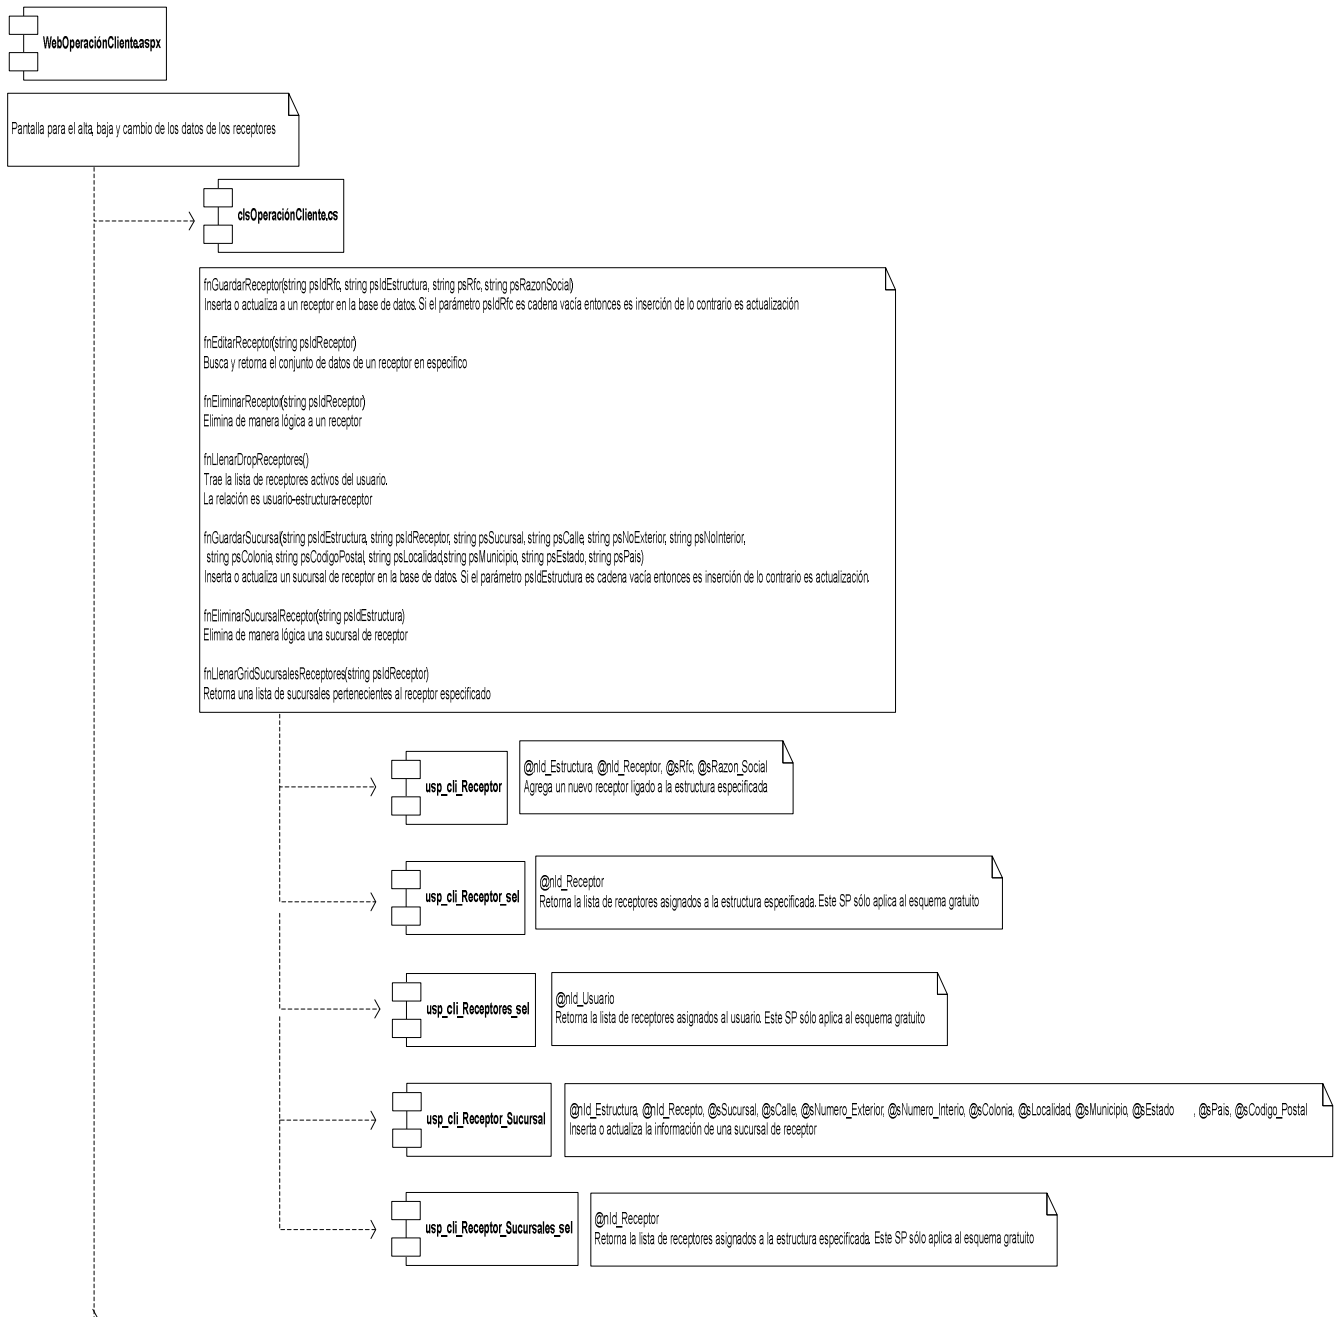 WebOperaciónCliente.aspx
Pantalla para el alta, baja y cambio de los datos de los receptores
clsOperaciónCliente.cs
fnGuardarReceptor(string psIdRfc, string psIdEstructura, string psRfc, string psRazonSocial)
Inserta o actualiza a un receptor en la base de datos. Si el parámetro psIdRfc es cadena vacía entonces es inserción de lo contrario es actualización
fnEditarReceptor(string psIdReceptor)
Busca y retorna el conjunto de datos de un receptor en especifico
fnEliminarReceptor(string psIdReceptor)
Elimina de manera lógica a un receptor
fnLlenarDropReceptores()
Trae la lista de receptores activos del usuario.
La relación es usuario-estructura-receptor
fnGuardarSucursal(string psIdEstructura, string psIdReceptor, string psSucursal, string psCalle, string psNoExterior, string psNoInterior,
string psColonia, string psCodigoPostal, string psLocalidad,string psMunicipio, string psEstado, string psPais)
Inserta o actualiza un sucursal de receptor en la base de datos. Si el parámetro psIdEstructura es cadena vacía entonces es inserción de lo contrario es actualización.
fnEliminarSucursalReceptor(string psIdEstructura)
Elimina de manera lógica una sucursal de receptor
fnLlenarGridSucursalesReceptores(string psIdReceptor)
Retorna una lista de sucursales pertenecientes al receptor especificado
usp_cli_Receptor
@nId_Estructura, @nId_Receptor, @sRfc, @sRazon_Social
Agrega un nuevo receptor ligado a la estructura especificada
usp_cli_Receptor_sel
@nId_Receptor
Retorna la lista de receptores asignados a la estructura especificada. Este SP sólo aplica al esquema gratuito
usp_cli_Receptores_sel
@nId_Usuario
Retorna la lista de receptores asignados al usuario. Este SP sólo aplica al esquema gratuito
usp_cli_Receptor_Sucursal
@nId_Estructura, @nId_Recepto, @sSucursal, @sCalle, @sNumero_Exterior, @sNumero_Interio, @sColonia, @sLocalidad, @sMunicipio, @sEstado , @sPais, @sCodigo_Postal
Inserta o actualiza la información de una sucursal de receptor
usp_cli_Receptor_Sucursales_sel
@nId_Receptor
Retorna la lista de receptores asignados a la estructura especificada. Este SP sólo aplica al esquema gratuito